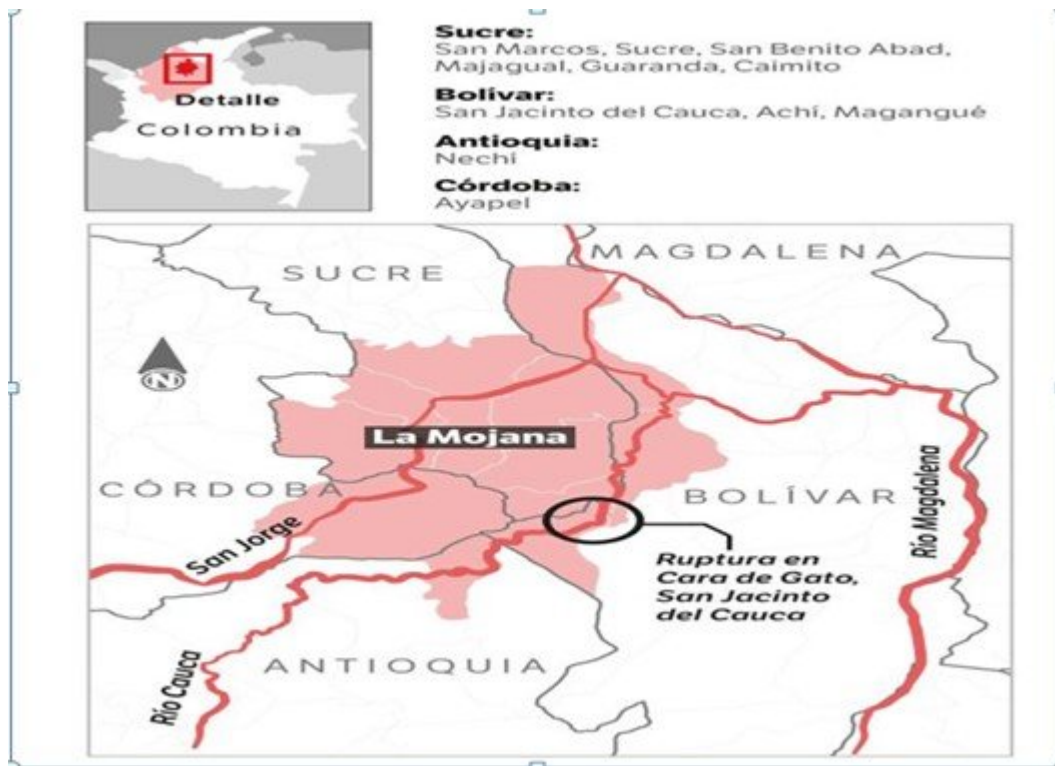 Detalle
Colombia
Sucre:
San Marcos, Sucre, San Benito Abad,
Majagual, Guaranda, Caimito
Bolívar:
San Jacinto del Cauca, Achí, Magangué
Antioquia:
Nechí
Córdoba:
Ayapel
MAGDALENA
SUCRE
N
La Mojana
CÓRDOBA
BOLÍVAR
San Jorge
Río Magdalena
Ruptura en
Cara de Gato,
San Jacinto
del Cauca
ANTIOQUIA
Río Cauca